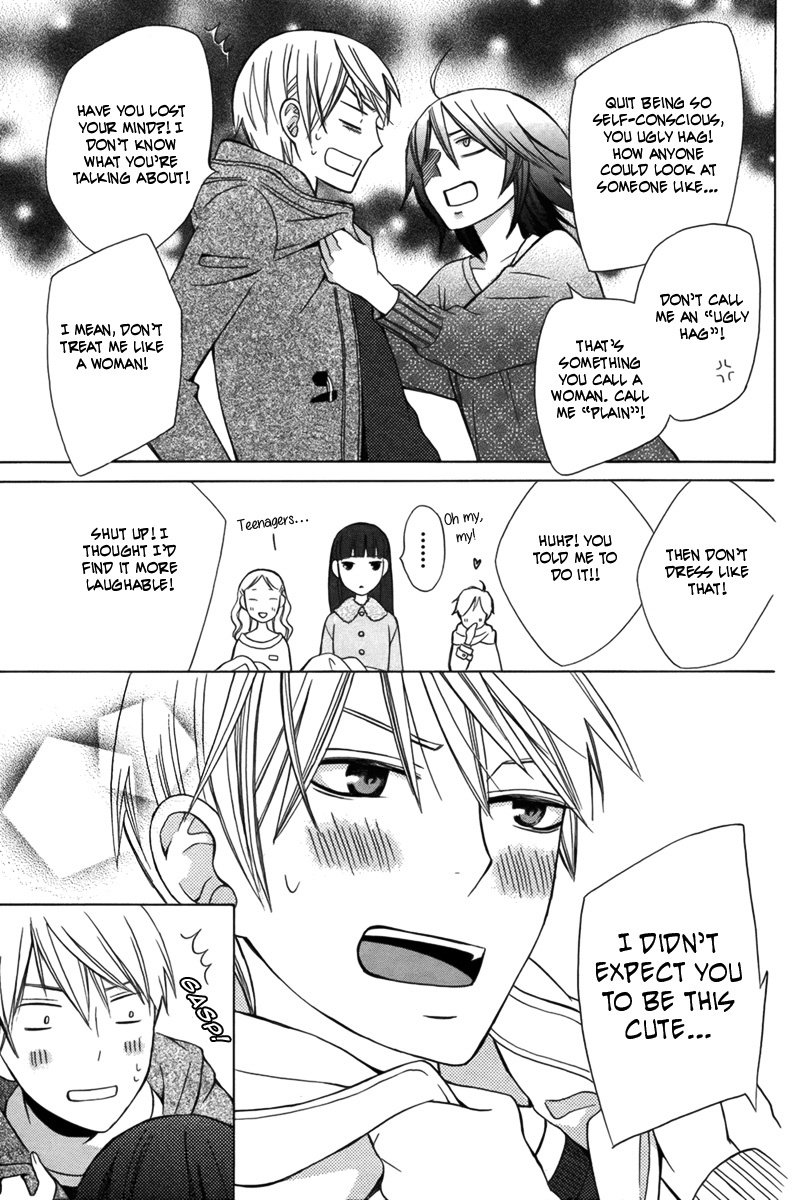 QUIT BEING SO
SELF-CONSCIOUS,
YOU UGLY HAG!
HOW ANYONE
COULD LOOK AT
SOMEONE LIKE...
HAVE YOU LOST
YOUR MIND?! I
DON'T KNOW
WHAT YOU'RE
TALKING ABOUT!
DON'T CALL
ME AN "UGLY
HAG"!
THAT'S
SOMETHING
YOU CALL A
WOMAN. CALL
ME "PLAIN"!
I MEAN, DON'T
TREAT ME LIKE
A WOMAN!
THEN DON'T
DRESS LIKE
THAT!
HUH?! YOU
TOLD ME TO
DO IT!!
Oh my,
my!
......
Teenagers...
SHUT UP! I
THOUGHT I'D
FIND IT MORE
LAUGHABLE!
I DIDN'T
EXPECT YOU
TO BE THIS
CUTE...
GASP!